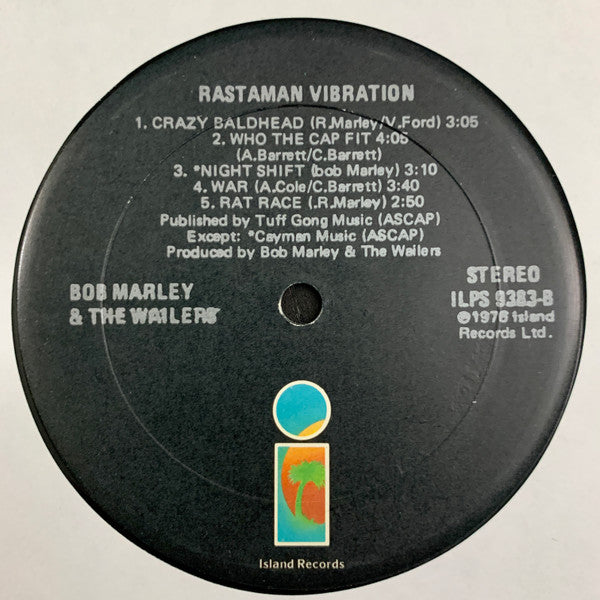 RASTAMAN VIBRATION
1. CRAZY BALDHEAD (R.Marley/V.Ford) 3:05
2. WHO THE CAP FIT 4:05
(A.Barrett/C.Barrett)
3. *NIGHT SHIFT (bob Marley) 3:10
4. WAR (A.Cole/C.Barrett) 3:40
5. RAT RACE (.R.Marley) 2:50
Published by Tuff Gong Music (ASCAP)
Except: *Cayman Music (ASCAP)
Produced by Bob Marley & The Wailers
BOB MARLEY
& THE WAILERS
STEREO
ILPS 9383-B
℗1976 Island
Records Ltd.
Island Records